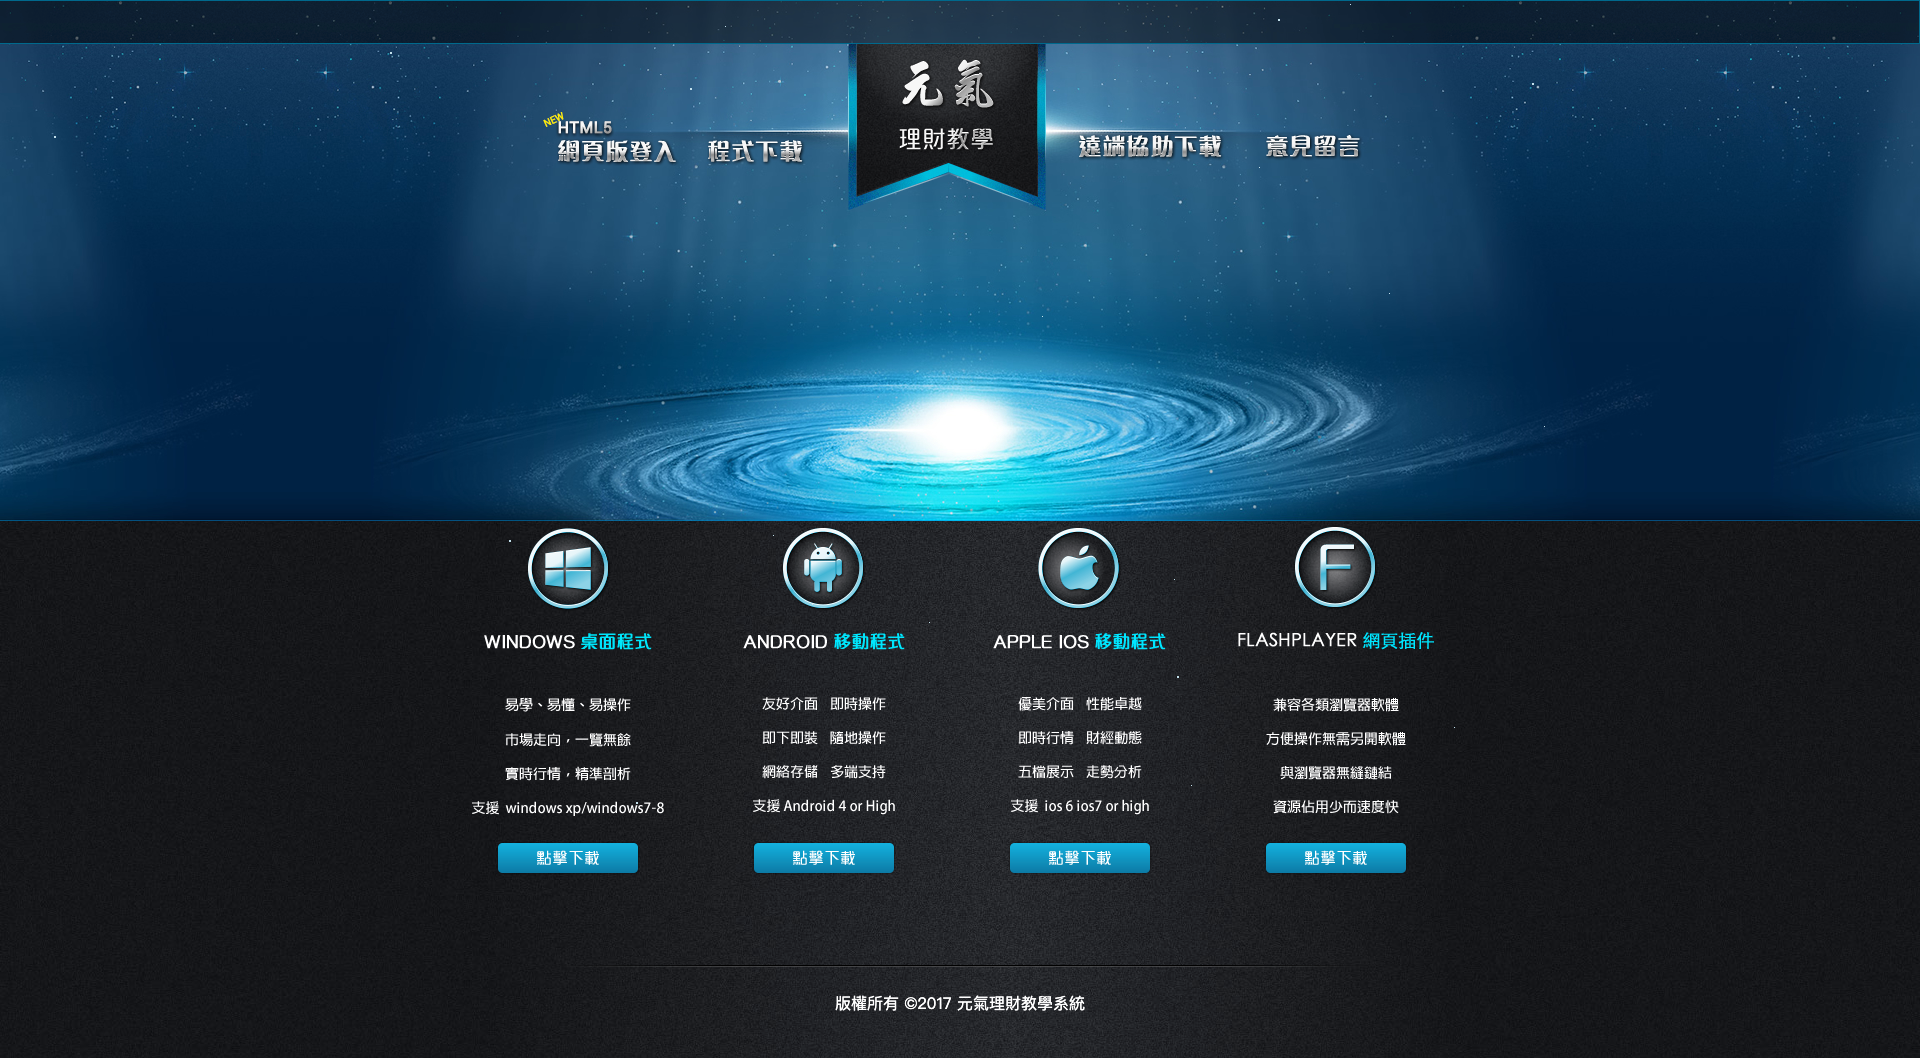 元氣
理財教學
NEW
HTML5
網頁版登入
程式下載
遠端協助下載
意見留言
WINDOWS 桌面程式
易學、易懂、易操作
市場走向，一覽無餘
實時行情，精準剖析
支援 windows xp/windows7-8
點擊下載
ANDROID 移動程式
友好介面 即時操作
即下即裝 隨地操作
網絡存儲 多端支持
支援 Android 4 or High
點擊下載
APPLE IOS 移動程式
優美介面 性能卓越
即時行情 財經動態
五檔展示 走勢分析
支援 ios 6 ios7 or high
點擊下載
FLASHPLAYER 網頁插件
兼容各類瀏覽器軟體
方便操作無需另開軟體
與瀏覽器無縫鏈結
資源佔用少而速度快
點擊下載
版權所有 ©2017 元氣理財教學系統